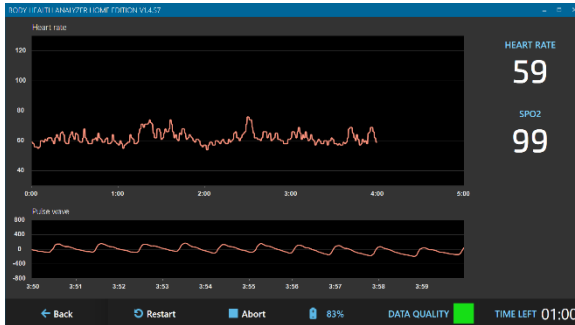 BODY HEALTH ANALYZER HOME EDITION V1.4.57
Heart rate
120
100
80
60
40
0:00 1:00 2:00 3:00 4:00 5:00
HEART RATE
59
SPO2
99
Pulse wave
800
400
0
-400
-800
3:50 3:51 3:52 3:53 3:54 3:55 3:56 3:57 3:58 3:59
Back Restart Abort 83% DATA QUALITY TIME LEFT 01:00